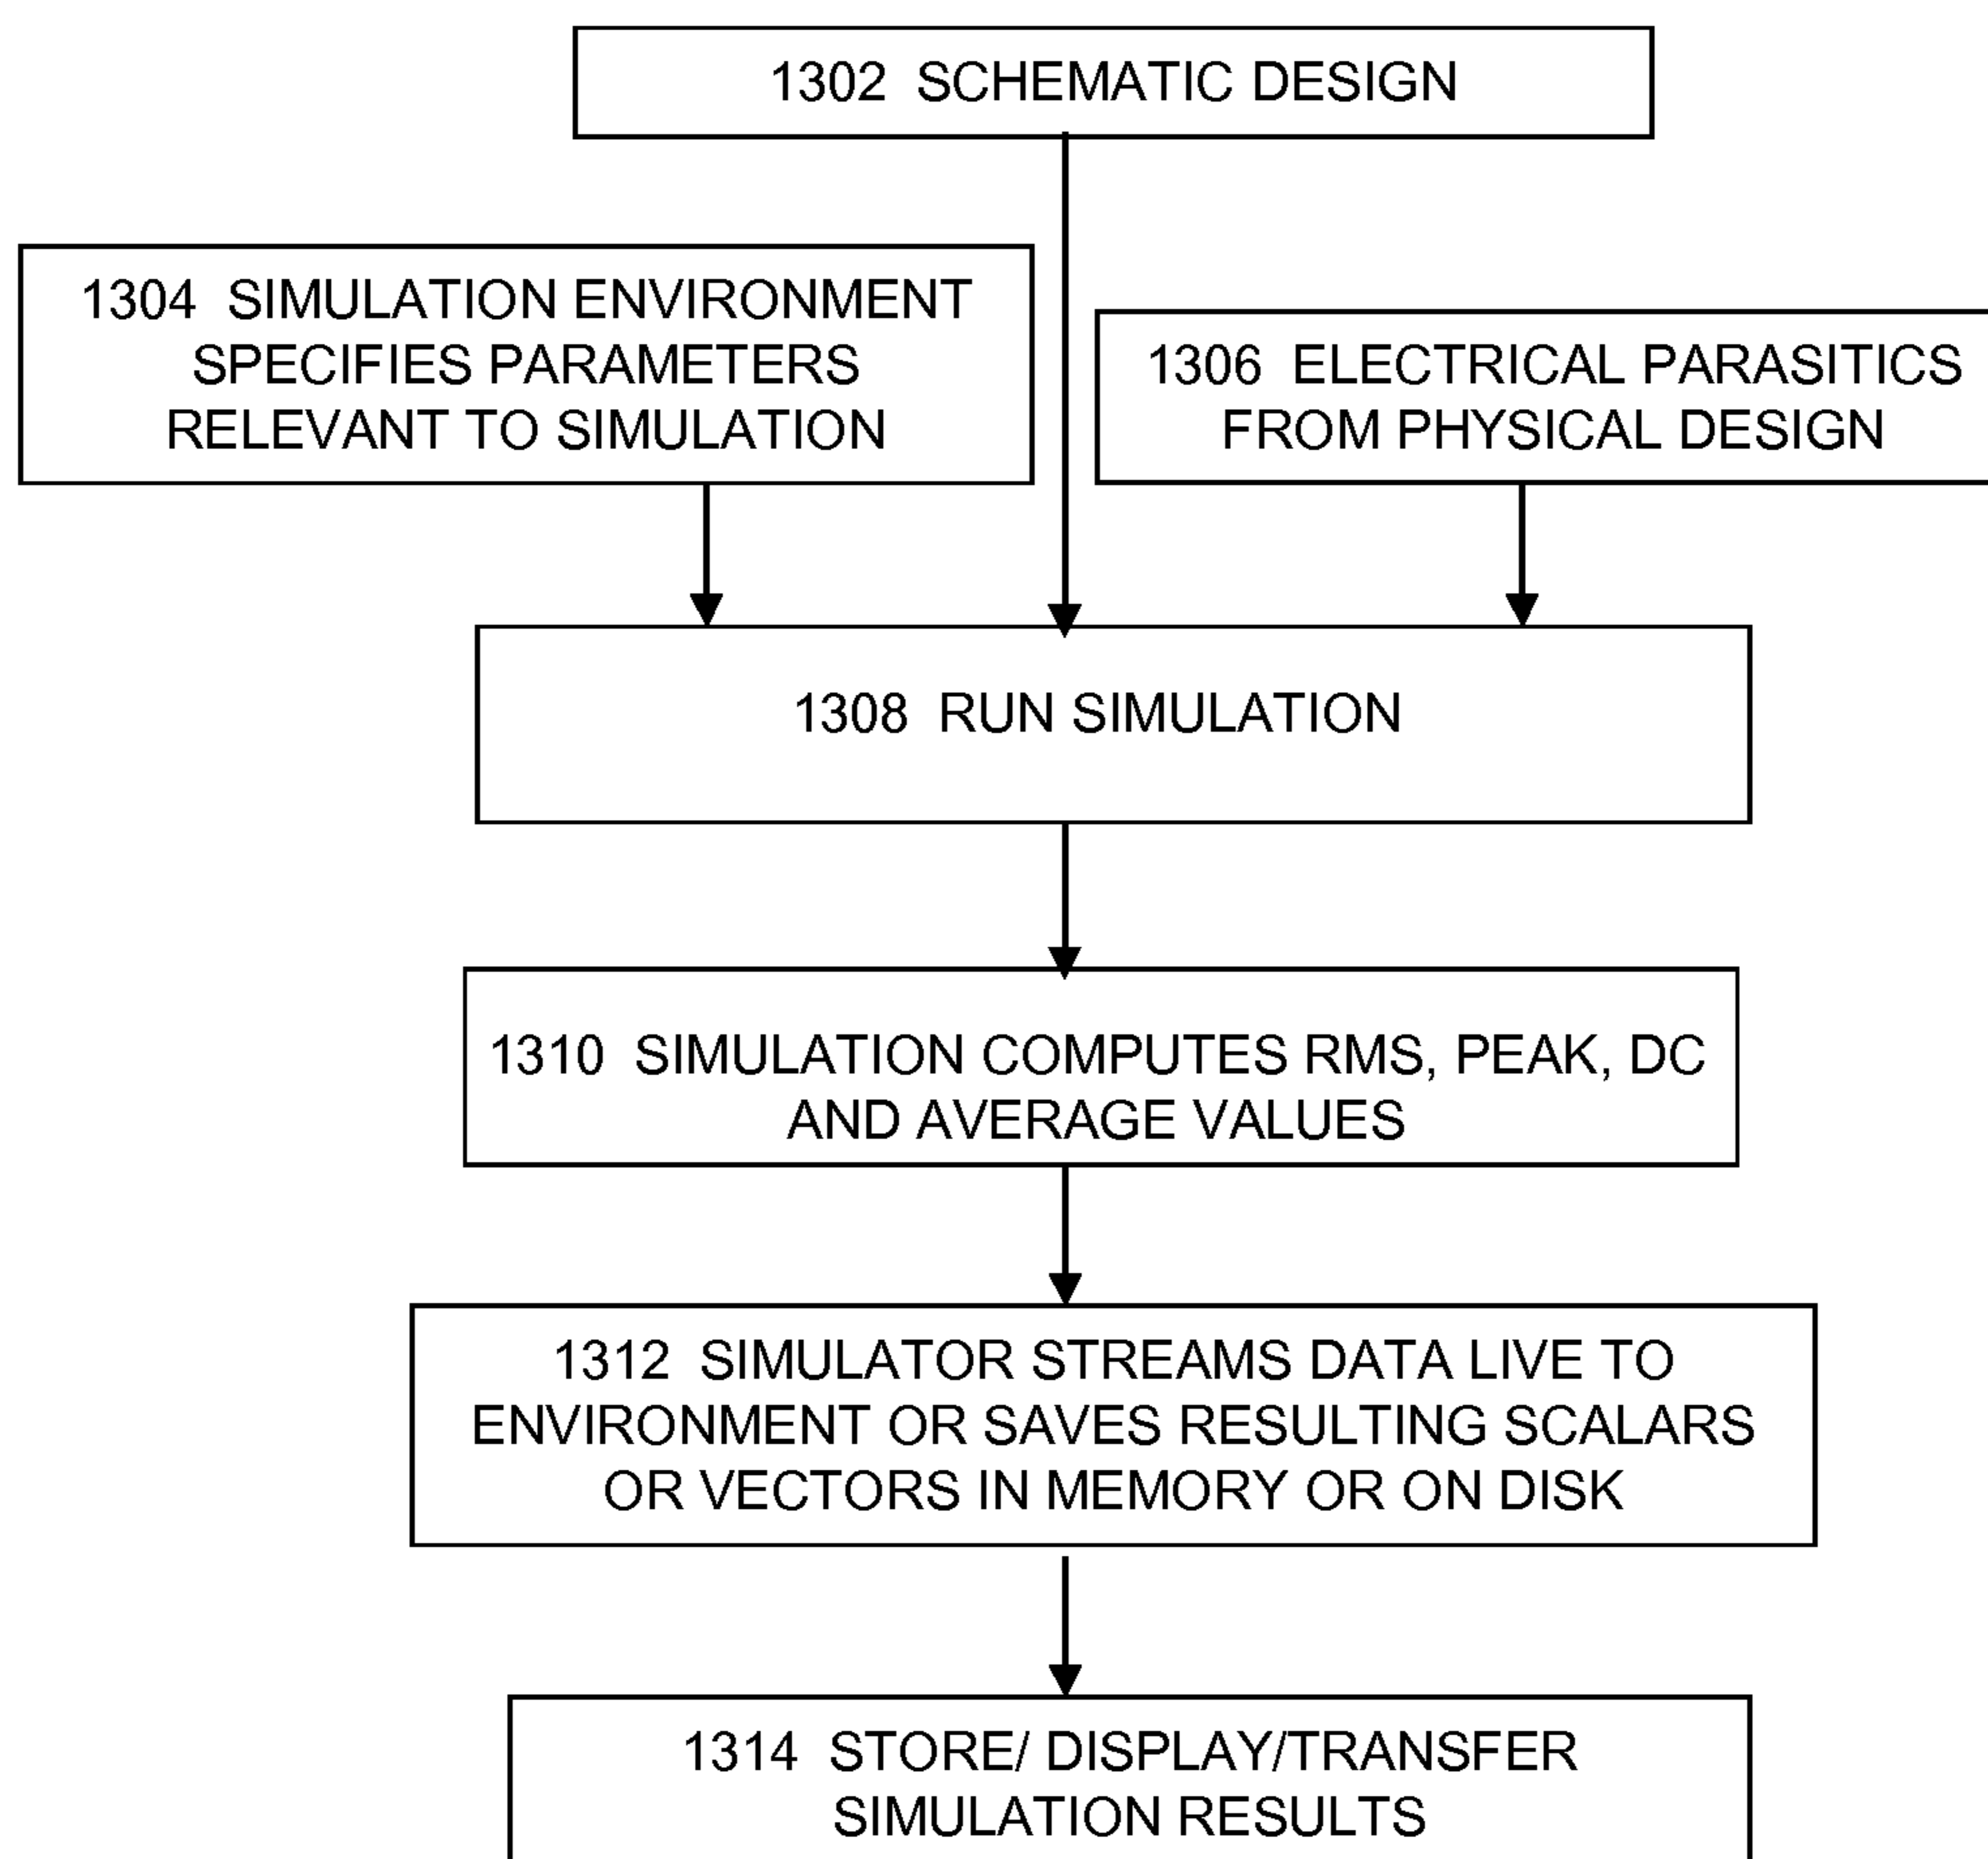 1302 SCHEMATIC DESIGN
1304 SIMULATION ENVIRONMENT
SPECIFIES PARAMETERS
RELEVANT TO SIMULATION
1306 ELECTRICAL PARASITICS
FROM PHYSICAL DESIGN
1308 RUN SIMULATION
1310 SIMULATION COMPUTES RMS, PEAK, DC
AND AVERAGE VALUES
1312 SIMULATOR STREAMS DATA LIVE TO
ENVIRONMENT OR SAVES RESULTING SCALARS
OR VECTORS IN MEMORY OR ON DISK
1314 STORE/ DISPLAY/TRANSFER
SIMULATION RESULTS